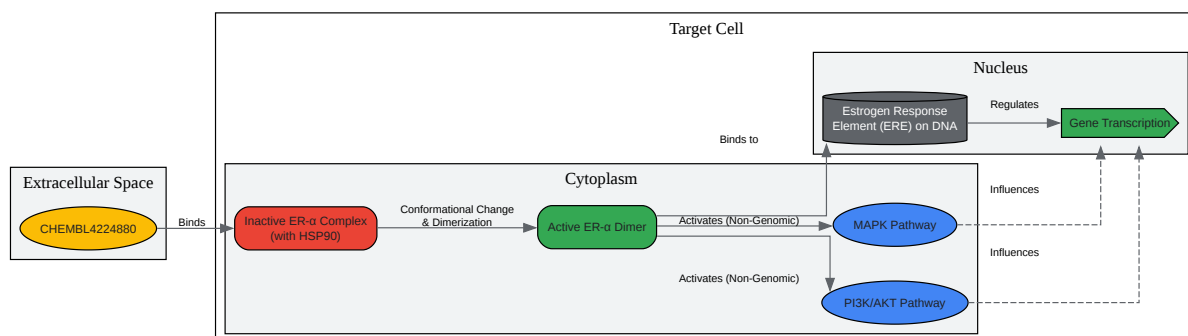 Target Cell
Nucleus
Estrogen Response
Element (ERE) on DNA
Regulates
Gene Transcription
Binds to
Extracellular Space
CHEMBL4224880
Binds
Cytoplasm
Inactive ER-α Complex
(with HSP90)
Conformational Change
& Dimerization
Active ER-α Dimer
Activates (Non-Genomic)
MAPK Pathway
Influences
Activates (Non-Genomic)
PI3K/AKT Pathway
Influences